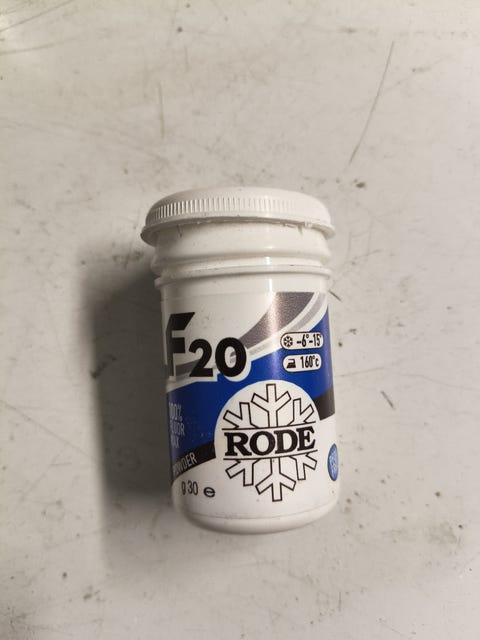 F20
-6°-15°
160°C
100%
FLUOR
WAX
POWDER
RODE
g 30 e